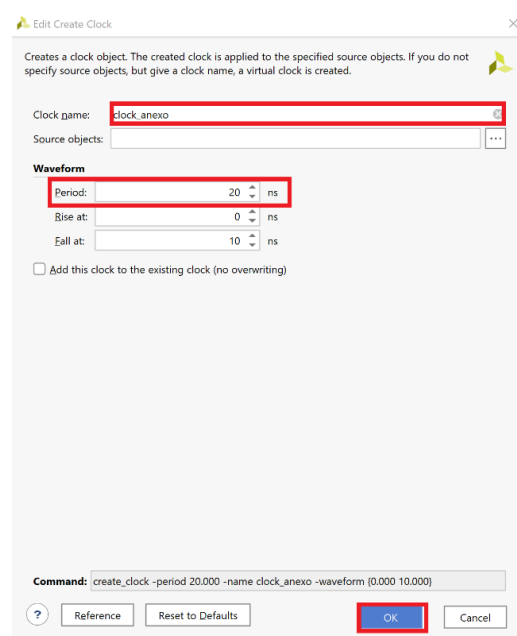 Edit Create Clock
Creates a clock object. The created clock is applied to the specified source objects. If you do not
specify source objects, but give a clock name, a virtual clock is created.
Clock name: clock_anexo
Source objects: ...
Waveform
Period: 20 ns
Rise at: 0 ns
Fall at: 10 ns
Add this clock to the existing clock (no overwriting)
Command: create_clock -period 20.000 -name clock_anexo -waveform {0.000 10.000}
? Reference Reset to Defaults OK Cancel